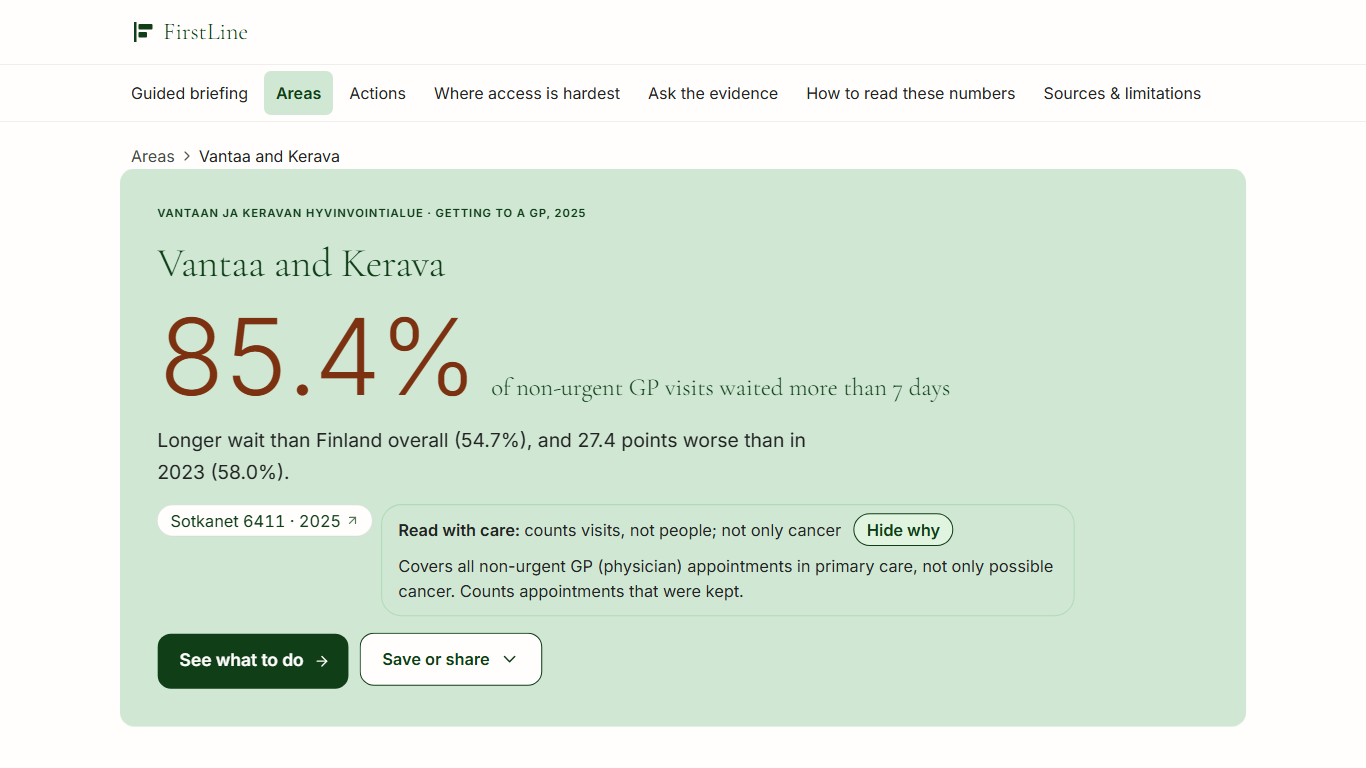 FirstLine
Guided briefing
Areas
Actions
Where access is hardest
Ask the evidence
How to read these numbers
Sources & limitations
Areas > Vantaa and Kerava
VANTAAN JA KERAVAN HYVINVOINTIALUE · GETTING TO A GP, 2025
Vantaa and Kerava
85.4% of non-urgent GP visits waited more than 7 days
Longer wait than Finland overall (54.7%), and 27.4 points worse than in
2023 (58.0%).
Sotkanet 6411 · 2025 ↗
Read with care: counts visits, not people; not only cancer
Hide why
Covers all non-urgent GP (physician) appointments in primary care, not only possible
cancer. Counts appointments that were kept.
See what to do →
Save or share